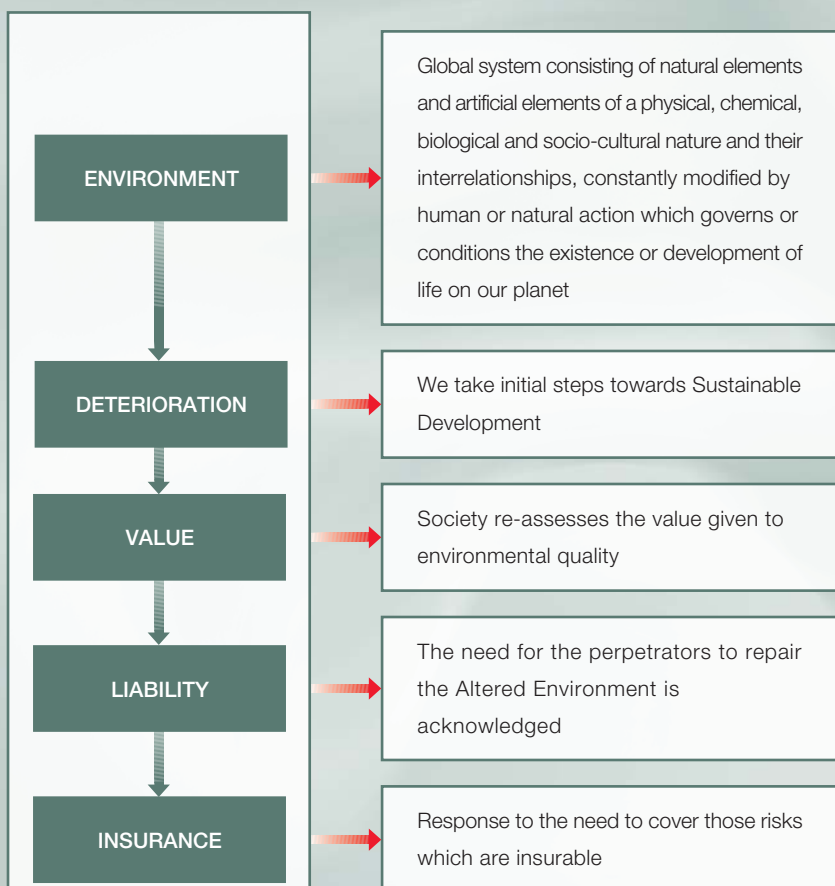 ENVIRONMENT
Global system consisting of natural elements
and artificial elements of a physical, chemical,
biological and socio-cultural nature and their
interrelationships, constantly modified by
human or natural action which governs or
conditions the existence or development of
life on our planet
DETERIORATION
We take initial steps towards Sustainable
Development
VALUE
Society re-assesses the value given to
environmental quality
LIABILITY
The need for the perpetrators to repair
the Altered Environment is
acknowledged
INSURANCE
Response to the need to cover those risks
which are insurable